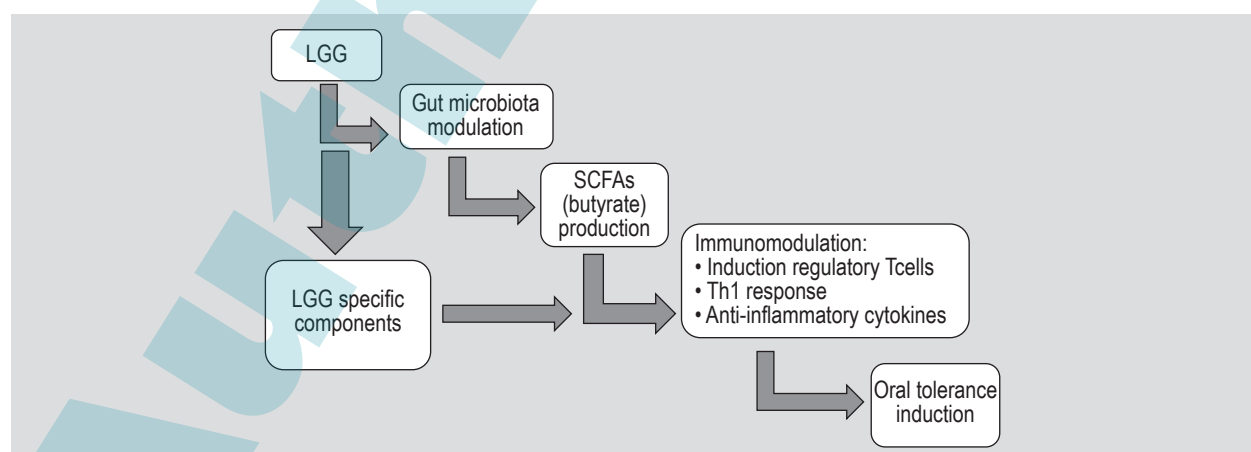 LGG
Gut microbiota
modulation
SCFAs
(butyrate)
production
Immunomodulation:
• Induction regulatory Tcells
• Th1 response
• Anti-inflammatory cytokines
LGG specific
components
Oral tolerance
induction